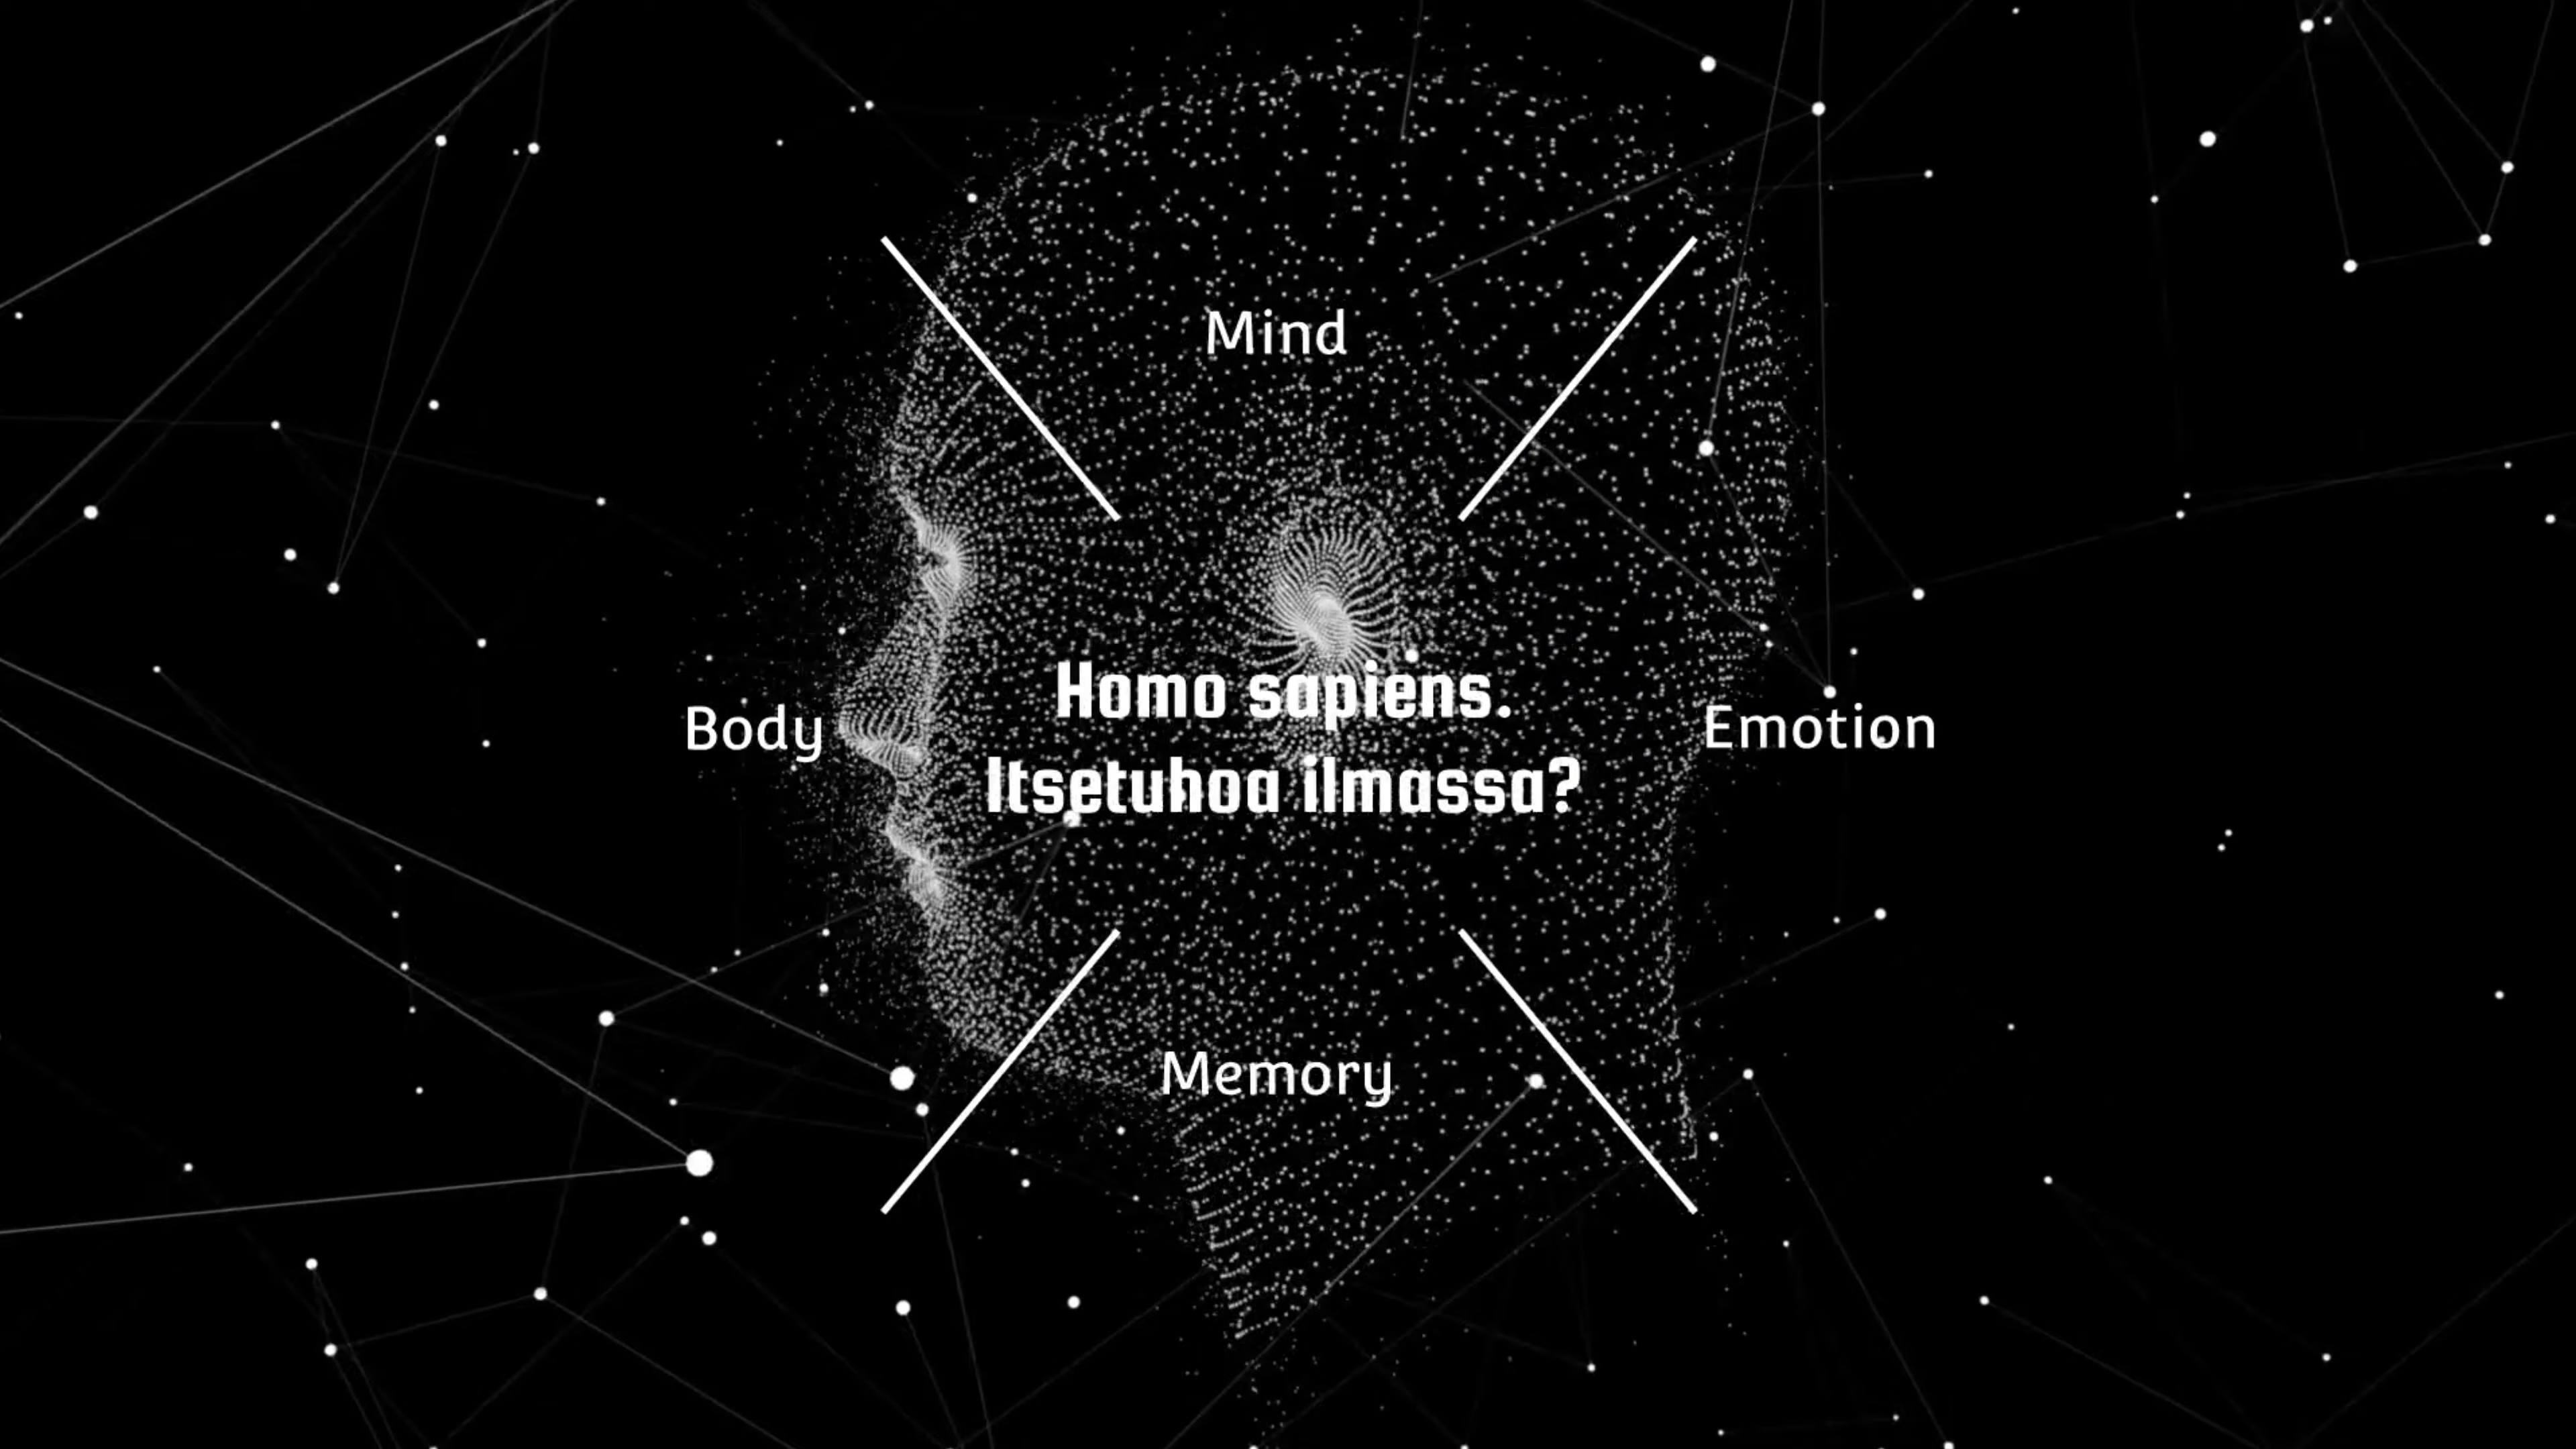 Mind
Body
Homo sapiens.
Itsetuhoa ilmassa?
Emotion
Memory